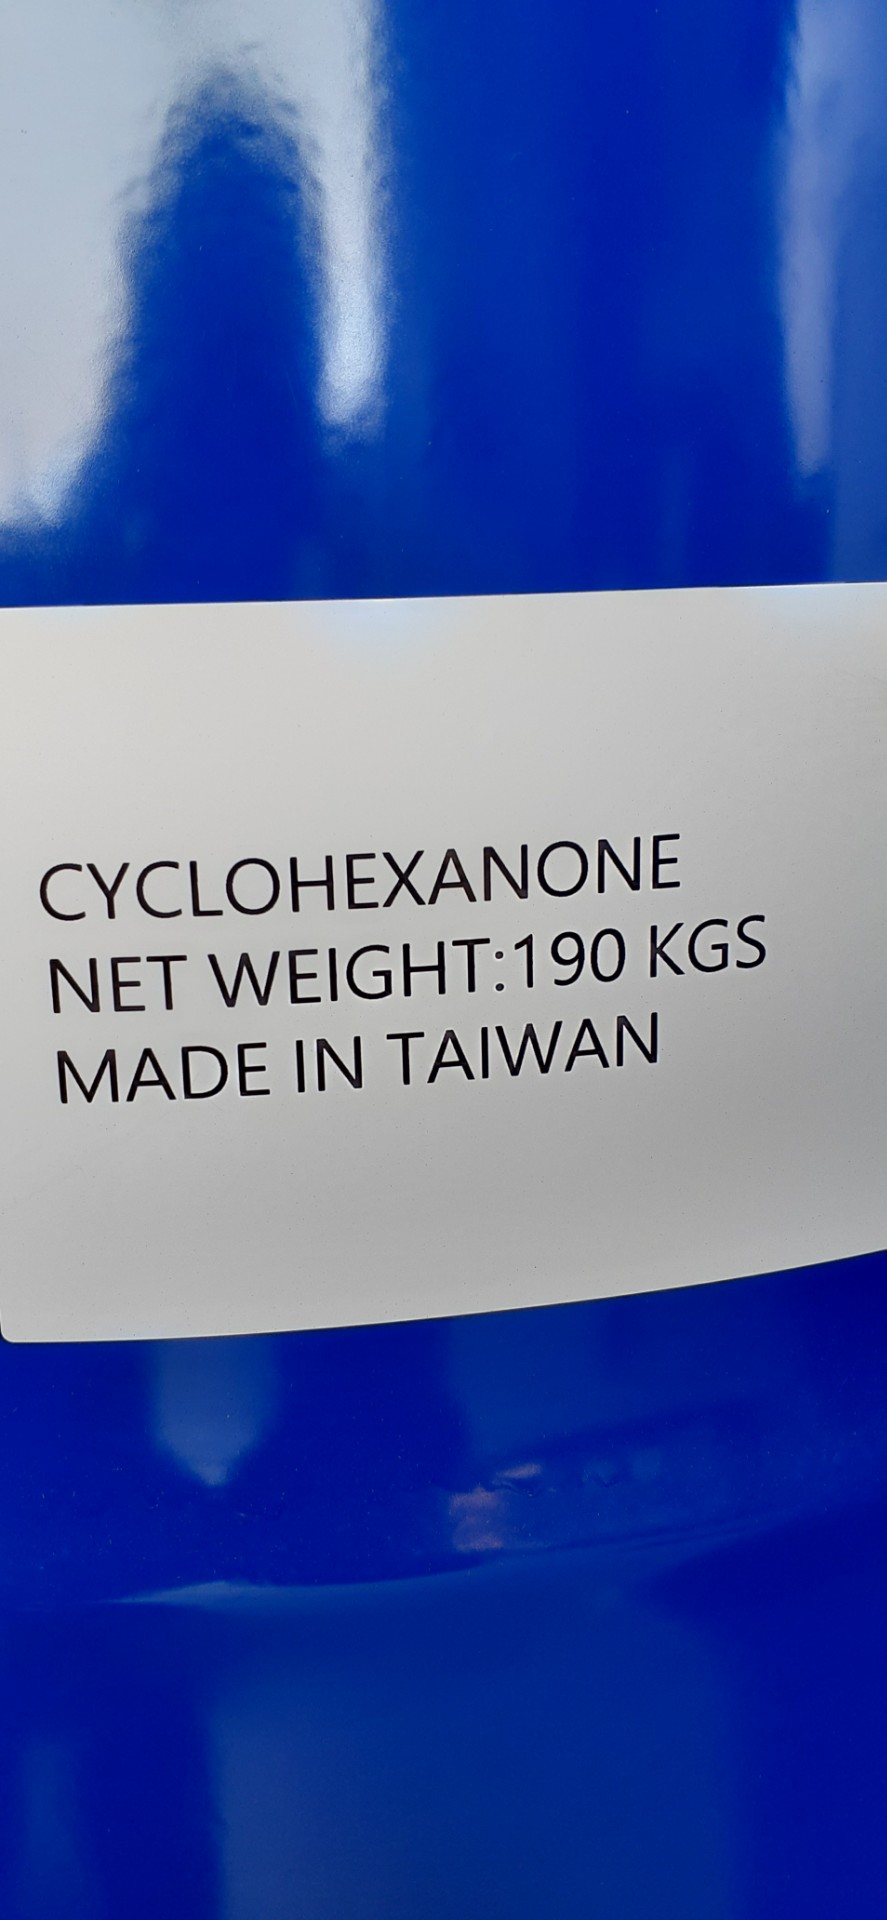 CYCLOHEXANONE
NET WEIGHT:190 KGS
MADE IN TAIWAN